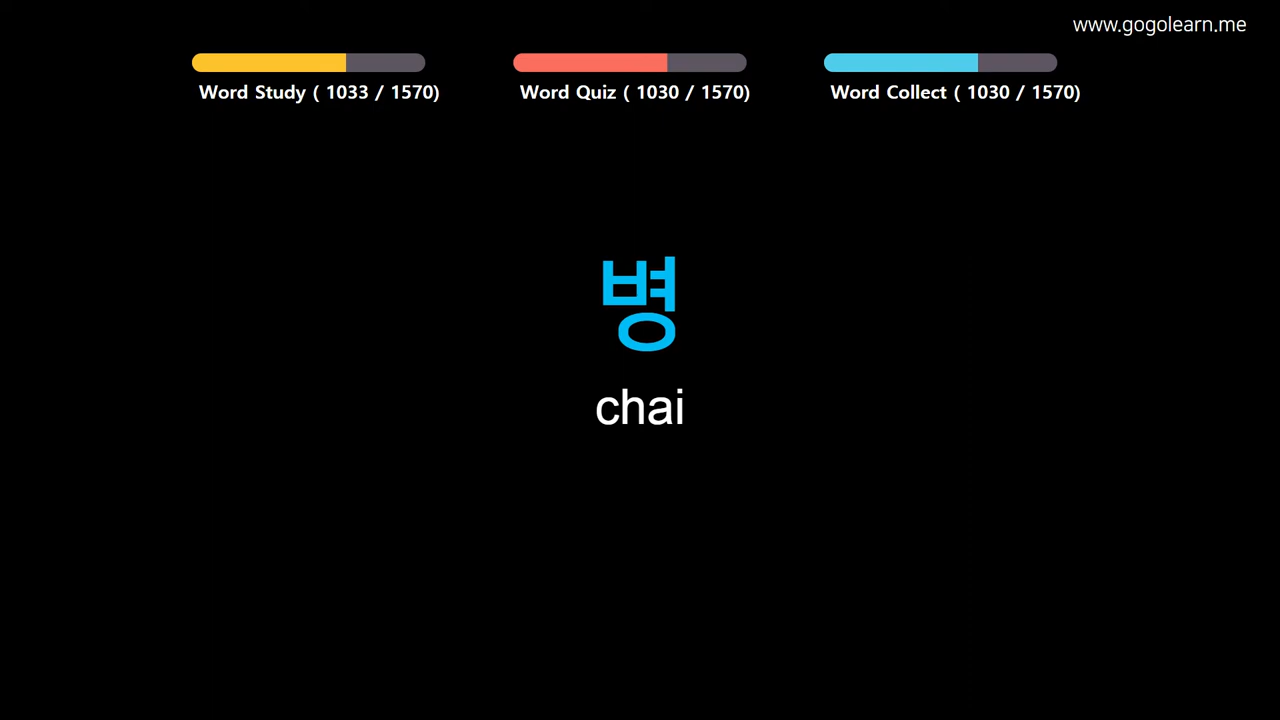 www.gogolearn.me
Word Study ( 1033 / 1570)
Word Quiz ( 1030 / 1570)
Word Collect ( 1030 / 1570)
병
chai